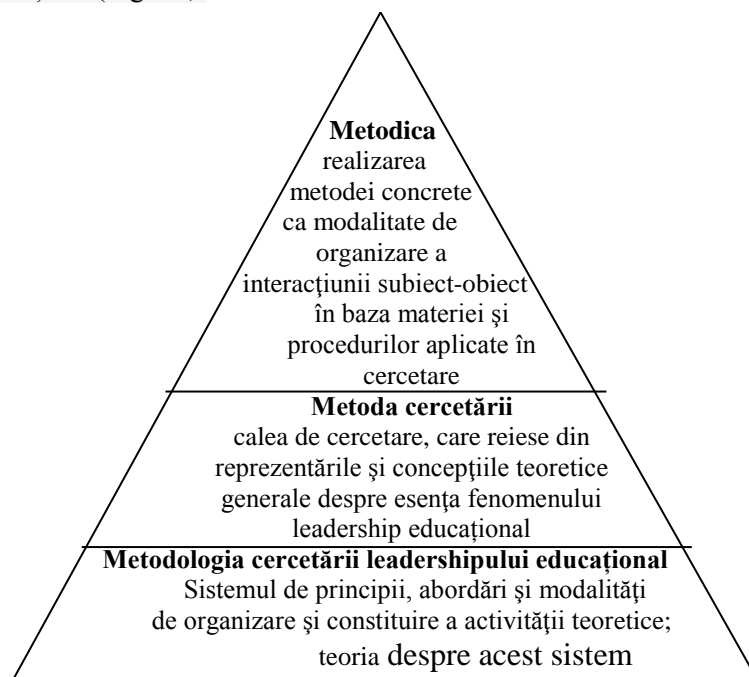 Metodica
realizarea
metodei concrete
ca modalitate de
organizare a
interacţiunii subiect-obiect
în baza materiei şi
procedurilor aplicate în
cercetare
Metoda cercetării
calea de cercetare, care reiese din
reprezentările şi concepţiile teoretice
generale despre esenţa fenomenului
leadership educațional
Metodologia cercetării leadershipului educațional
Sistemul de principii, abordări şi modalităţi
de organizare şi constituire a activităţii teoretice;
teoria despre acest sistem